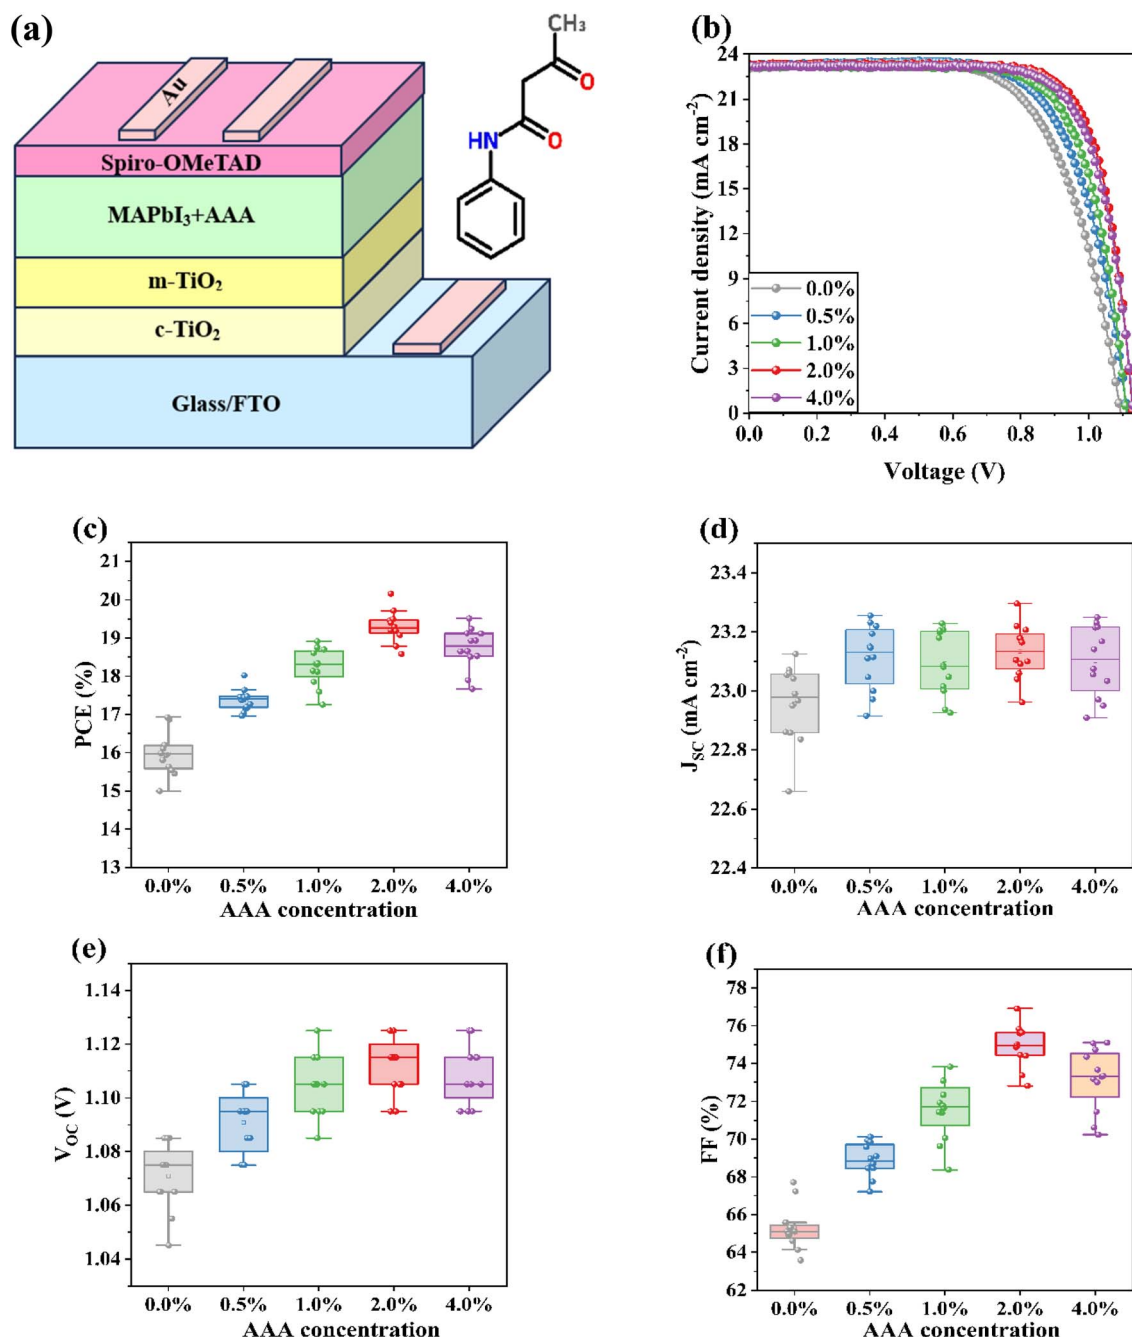 (a)
Au
Spiro-OMeTAD
MAPbI₃+AAA
m-TiO₂
c-TiO₂
Glass/FTO
CH₃
O
O
HN
(b)
Current density (mA cm⁻²)
24
21
18
15
12
9
6
3
0
0.0%
0.5%
1.0%
2.0%
4.0%
0.0 0.2 0.4 0.6 0.8 1.0
Voltage (V)
(c)
PCE (%)
21
20
19
18
17
16
15
14
13
0.0% 0.5% 1.0% 2.0% 4.0%
AAA concentration
(d)
J_SC (mA cm⁻²)
23.4
23.2
23.0
22.8
22.6
22.4
0.0% 0.5% 1.0% 2.0% 4.0%
AAA concentration
(e)
V_OC (V)
1.14
1.12
1.10
1.08
1.06
1.04
0.0% 0.5% 1.0% 2.0% 4.0%
AAA concentration
(f)
FF (%)
78
76
74
72
70
68
66
64
62
0.0% 0.5% 1.0% 2.0% 4.0%
AAA concentration